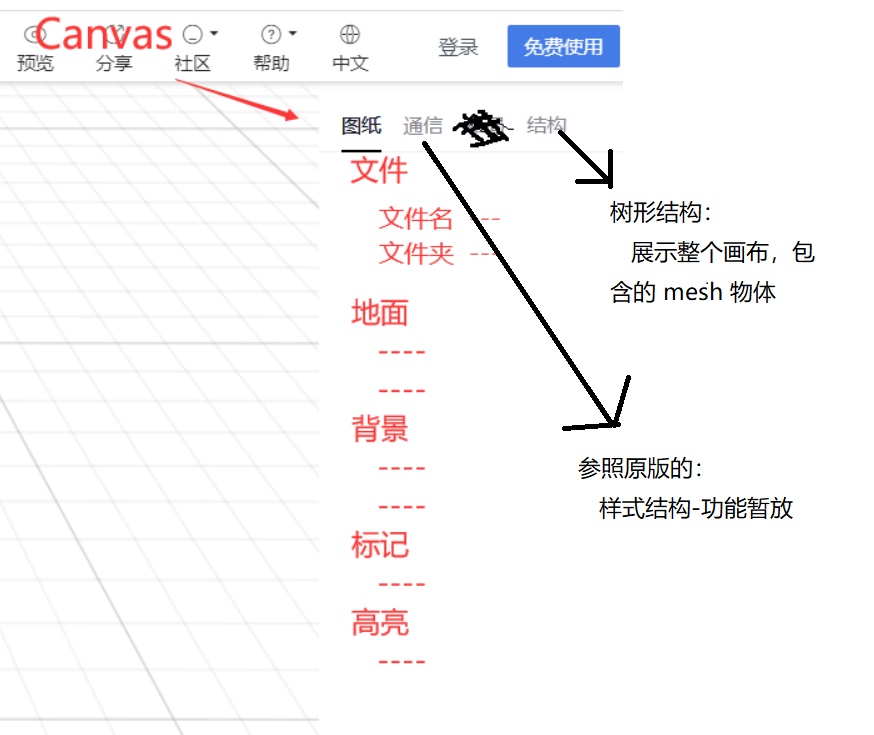 Canvas
预览 分享 社区 帮助 中文 登录 免费使用
图纸 通信 结构
文件
文件名 ---
文件夹 ---
地面
----
----
背景
----
----
标记
----
高亮
----
树形结构：
展示整个画布，包
含的 mesh 物体
参照原版的：
样式结构-功能暂放